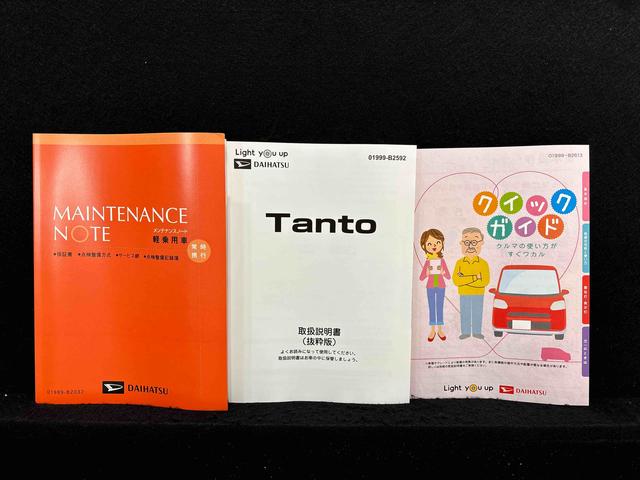 MAINTENANCE
NOTE
メンテナンスノート
軽乗用車
常時
携行
●保証書 ●点検整備方式 ●サービス網 ●点検整備記録簿
01999-B2037
DAIHATSU
Light you up
DAIHATSU
01999-B2592
Tanto
取扱説明書
(抜粋版)
よくお読みになって使用してください。
取扱説明書はお車の中に保管しましょう。
01999-B2613
クイック
ガイド
クルマの使い方が
すぐワカル
Light you up
DAIHATSU